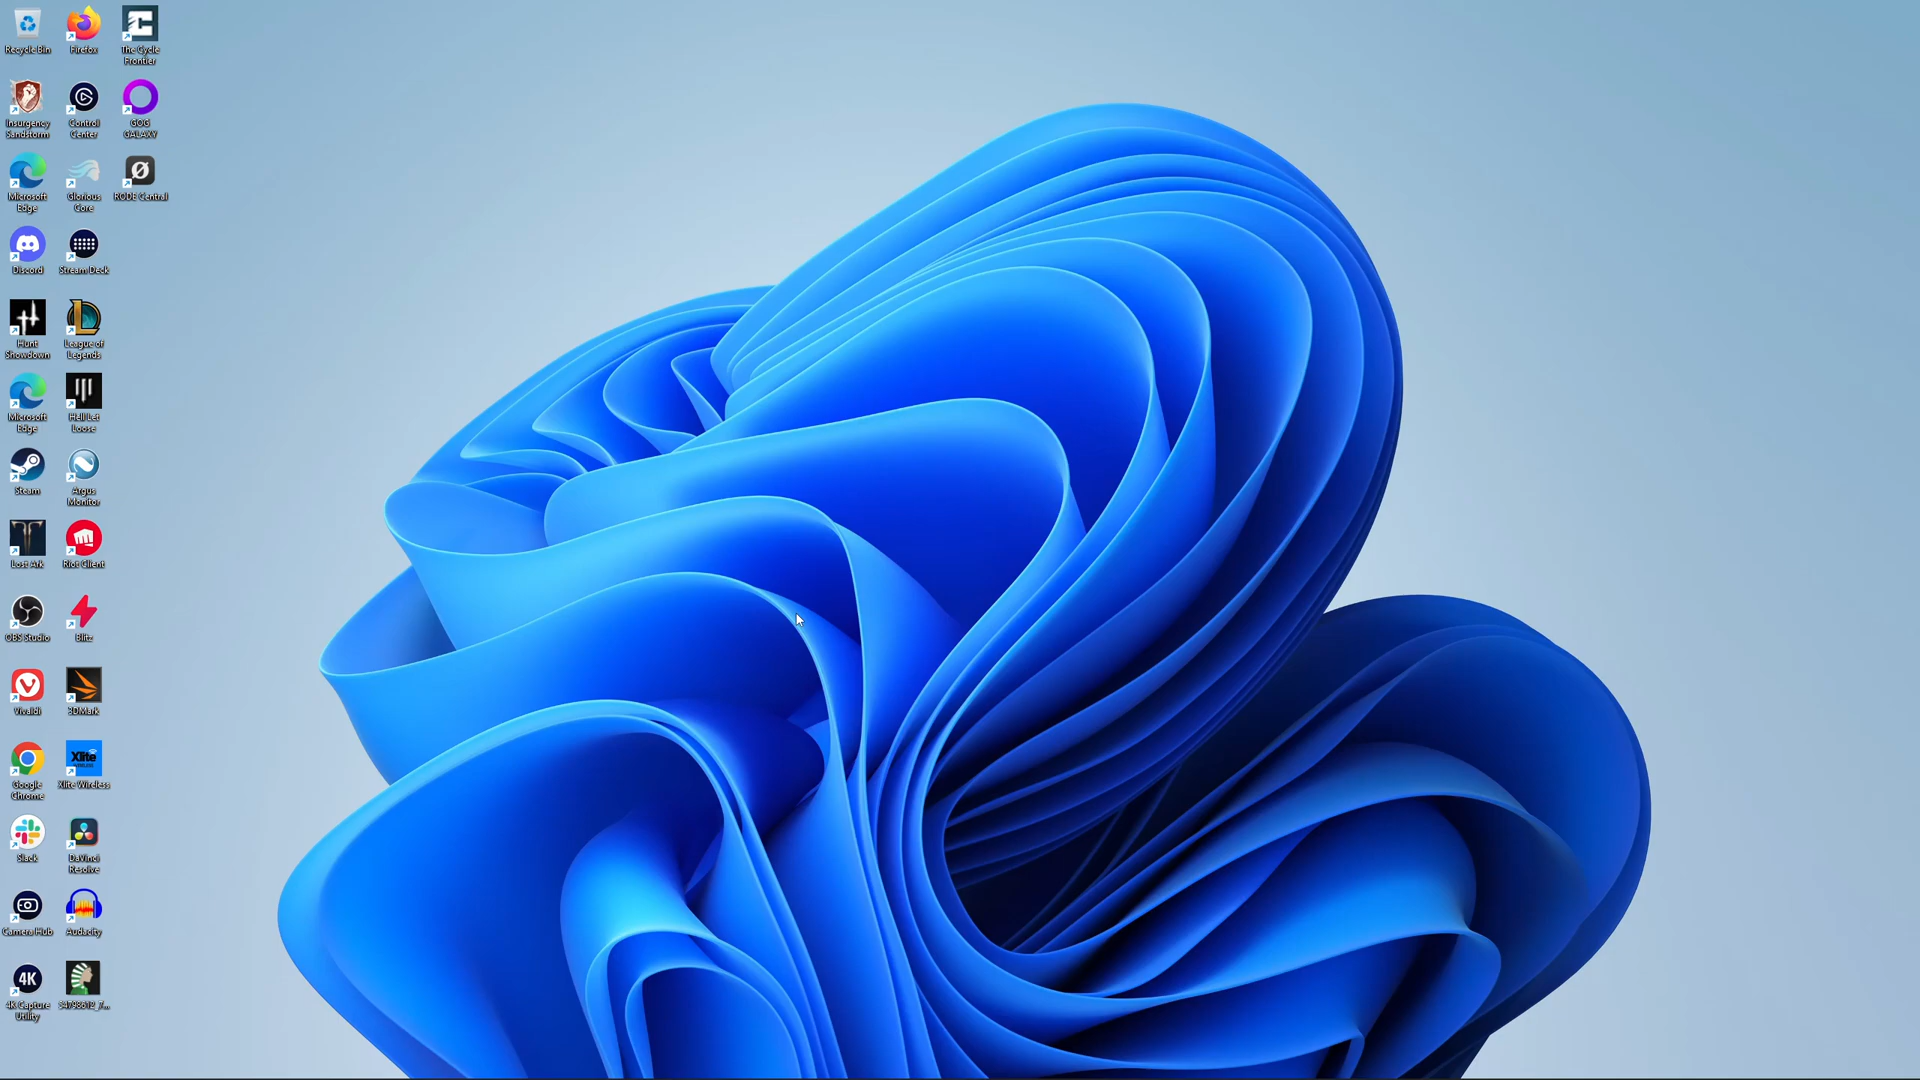 Recycle Bin
Firefox
The Cycle
Frontier
Insurgency
Sandstorm
Control
Center
GOG
GALAXY
Microsoft
Edge
Glorious
Core
RODE Central
Discord
Stream Deck
Hunt
Showdown
League of
Legends
Microsoft
Edge
Hell Let
Loose
Steam
Argus
Monitor
Lost Ark
Riot Client
OBS Studio
Blitz
Vivaldi
3DMark
Google
Chrome
Xlite
Xlite Wireless
Slack
DaVinci
Resolve
Camera Hub
Audacity
4K
4K Capture
Utility